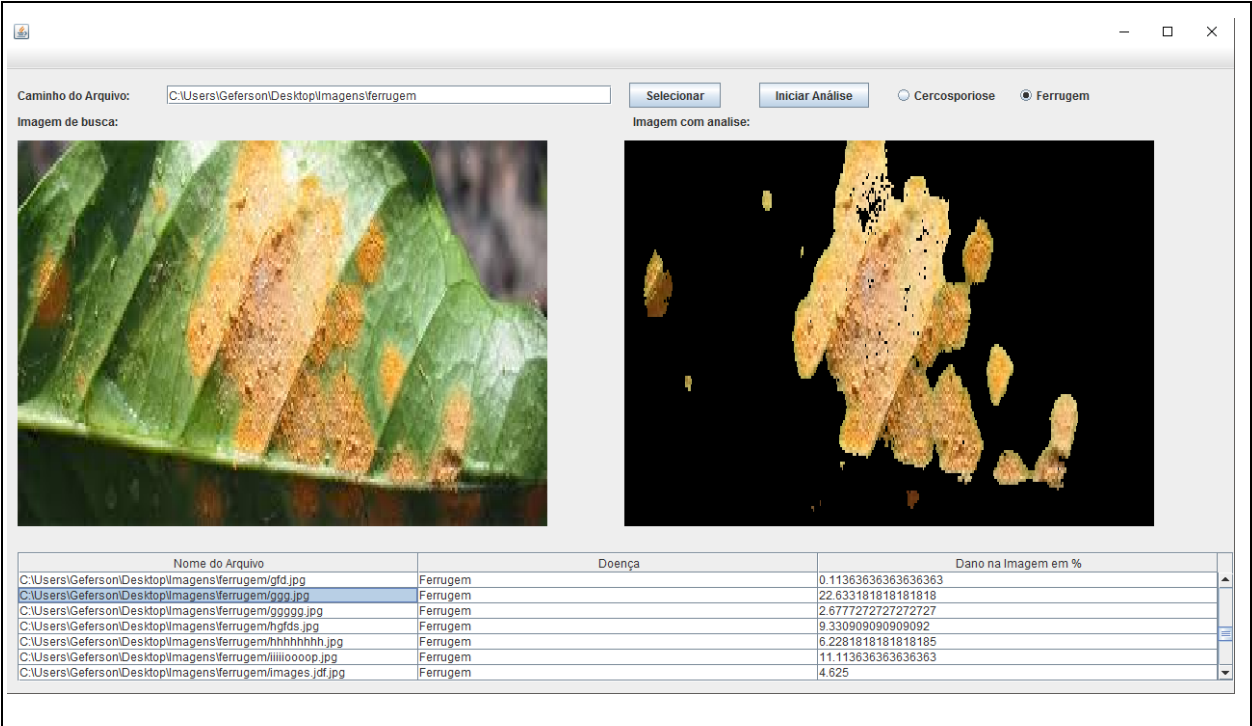 Caminho do Arquivo: C:\Users\Geferson\Desktop\Imagens\ferrugem Selecionar Iniciar Análise Cercosporiose Ferrugem
Imagem de busca: Imagem com analise:
Nome do Arquivo Doença Dano na Imagem em %
C:\Users\Geferson\Desktop\Imagens\ferrugem/gfd.jpg Ferrugem 0.11363636363636363
C:\Users\Geferson\Desktop\Imagens\ferrugem/ggg.jpg Ferrugem 22.633181818181818
C:\Users\Geferson\Desktop\Imagens\ferrugem/ggggg.jpg Ferrugem 2.6777272727272727
C:\Users\Geferson\Desktop\Imagens\ferrugem/hgfds.jpg Ferrugem 9.330909090909092
C:\Users\Geferson\Desktop\Imagens\ferrugem/hhhhhhhh.jpg Ferrugem 6.2281818181818185
C:\Users\Geferson\Desktop\Imagens\ferrugem/iiiiioooop.jpg Ferrugem 11.113636363636363
C:\Users\Geferson\Desktop\Imagens\ferrugem/images.jdf.jpg Ferrugem 4.625